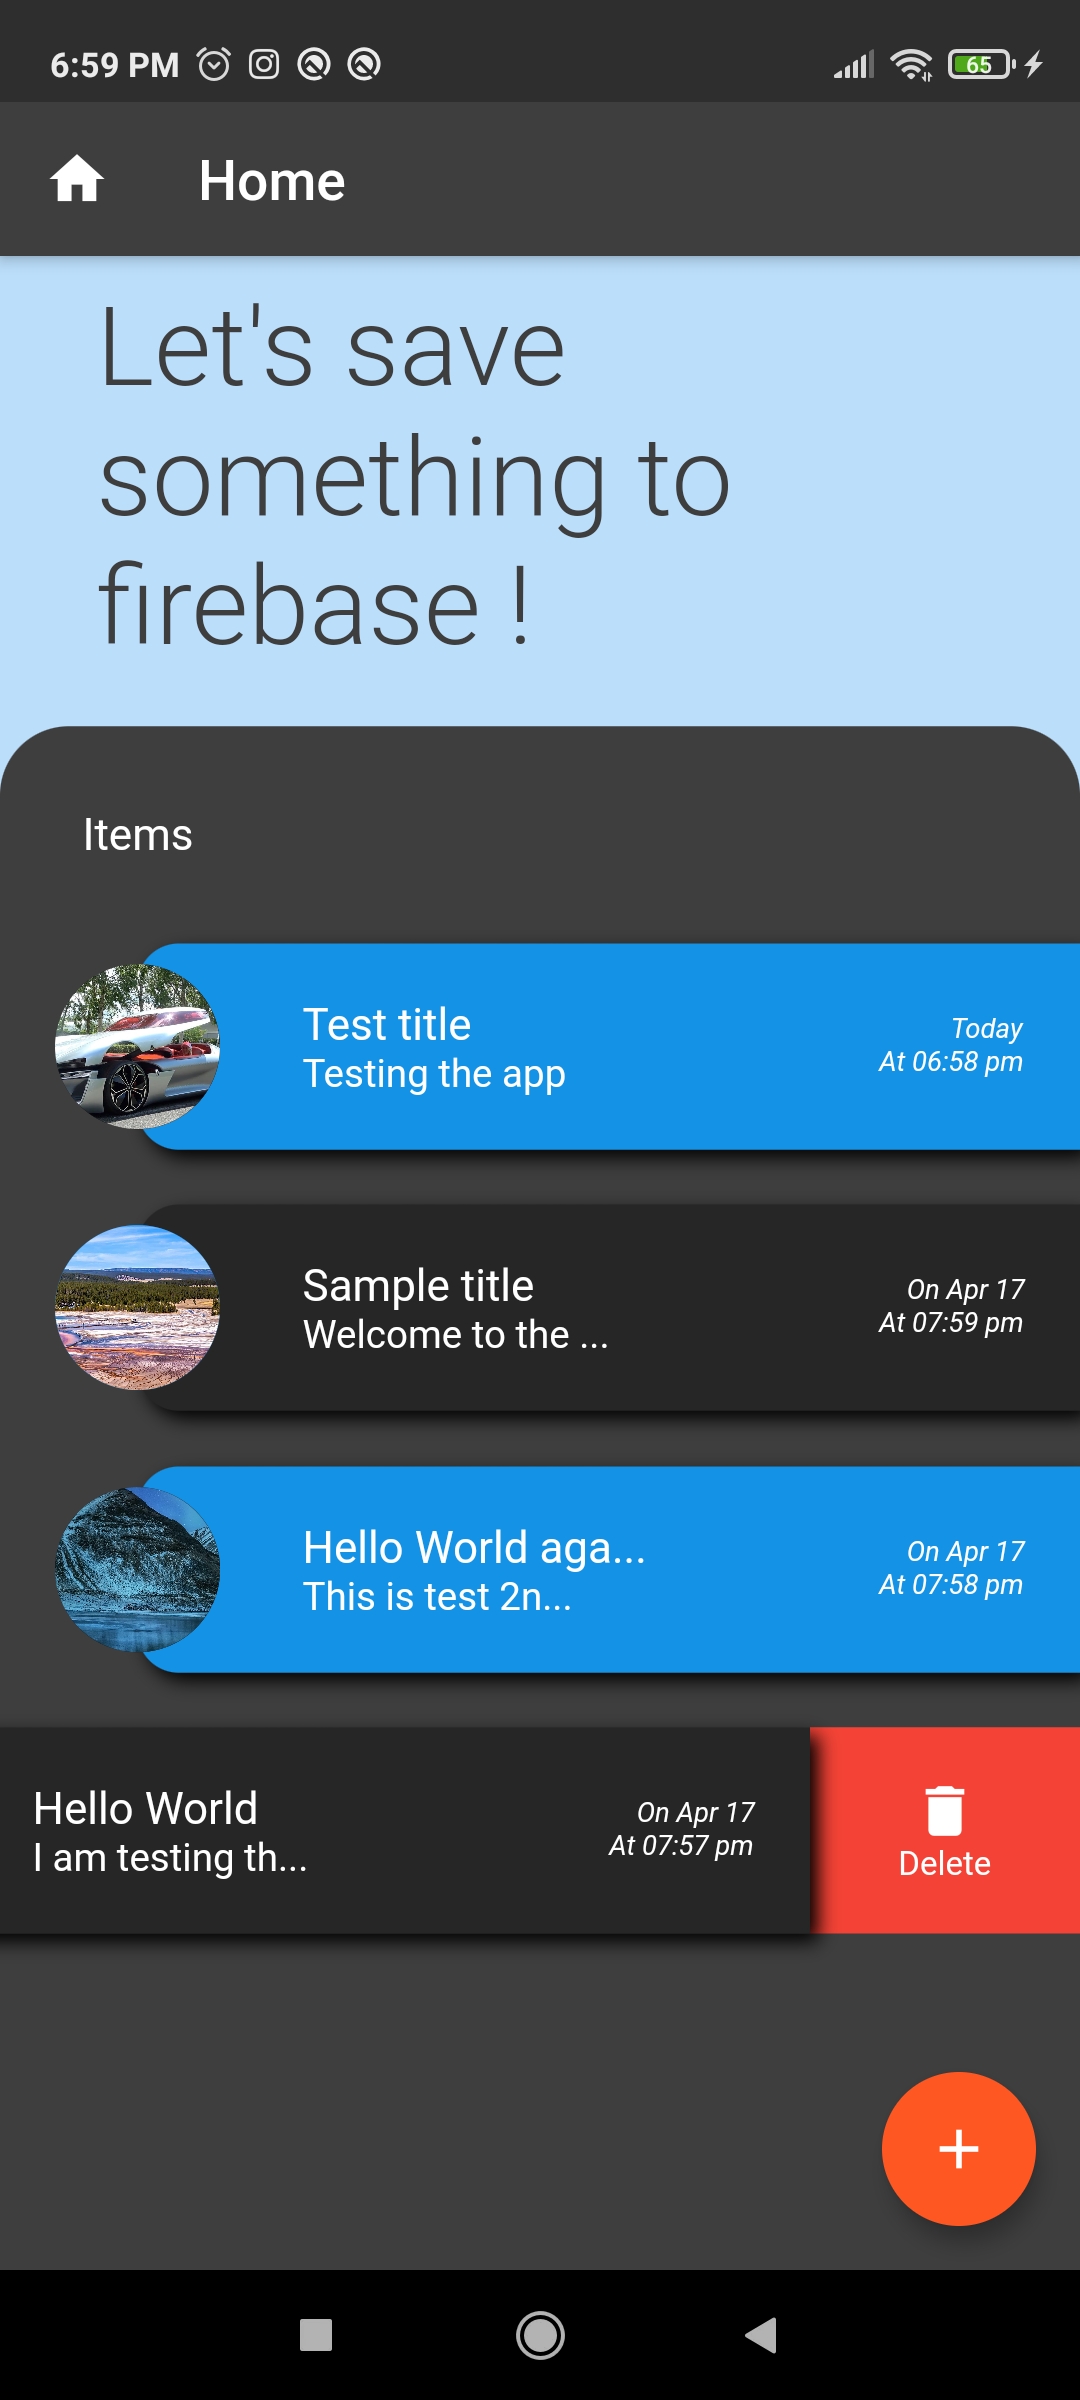 6:59 PM
65
Home
Let's save
something to
firebase !
Items
Test title
Testing the app
Today
At 06:58 pm
Sample title
Welcome to the ...
On Apr 17
At 07:59 pm
Hello World aga...
This is test 2n...
On Apr 17
At 07:58 pm
Hello World
I am testing th...
On Apr 17
At 07:57 pm
Delete